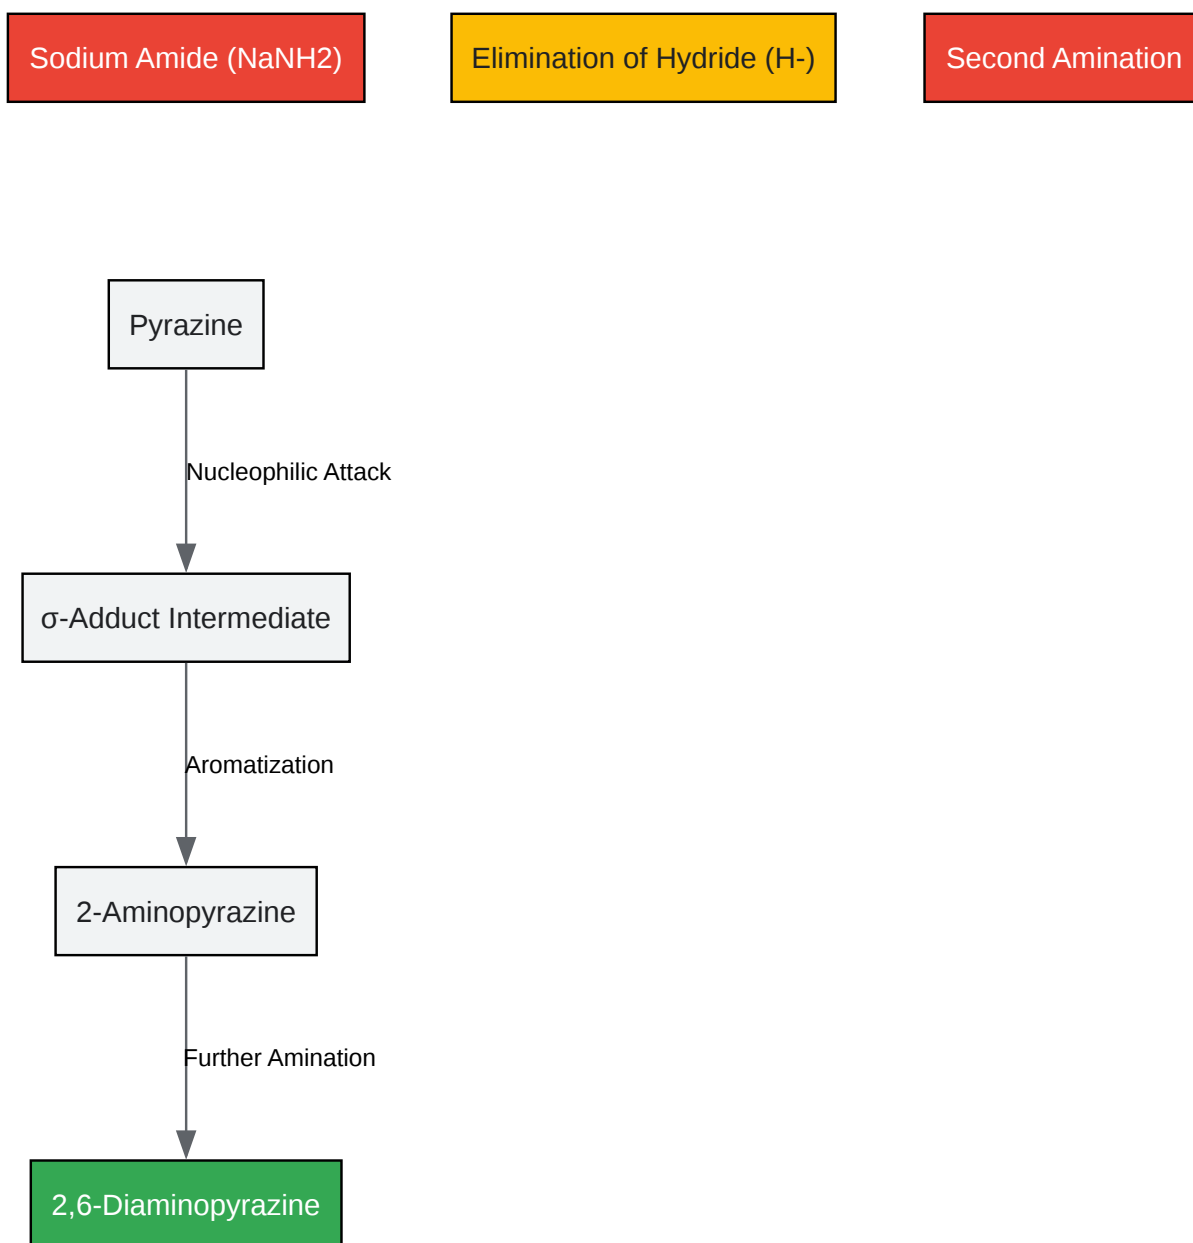 Sodium Amide (NaNH2)
Elimination of Hydride (H-)
Second Amination
Pyrazine
Nucleophilic Attack
σ-Adduct Intermediate
Aromatization
2-Aminopyrazine
Further Amination
2,6-Diaminopyrazine